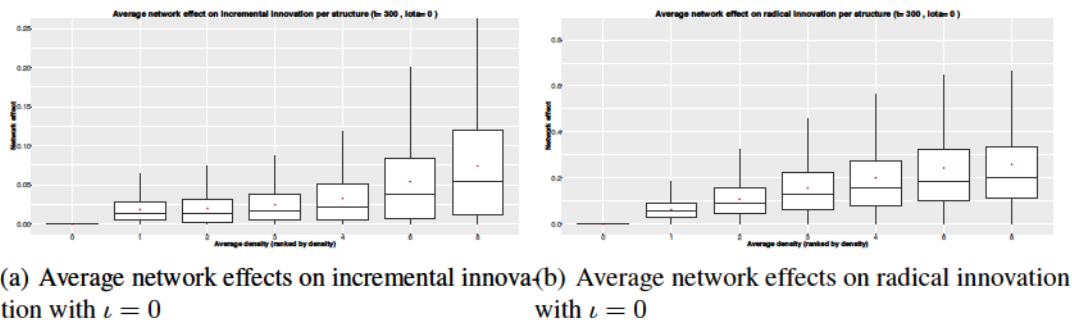 Average network effect on incremental innovation per structure (t= 300 , iota= 0 )
Network effect
0.25
0.20
0.15
0.10
0.05
0.00
0 1 2 3 4 6 8
Average density (ranked by density)
Average network effect on radical innovation per structure (t= 300 , iota= 0 )
Network effect
0.8
0.6
0.4
0.2
0.0
0 1 2 3 4 6 8
Average density (ranked by density)
(a) Average network effects on incremental innova-
tion with ι = 0
(b) Average network effects on radical innovation
with ι = 0